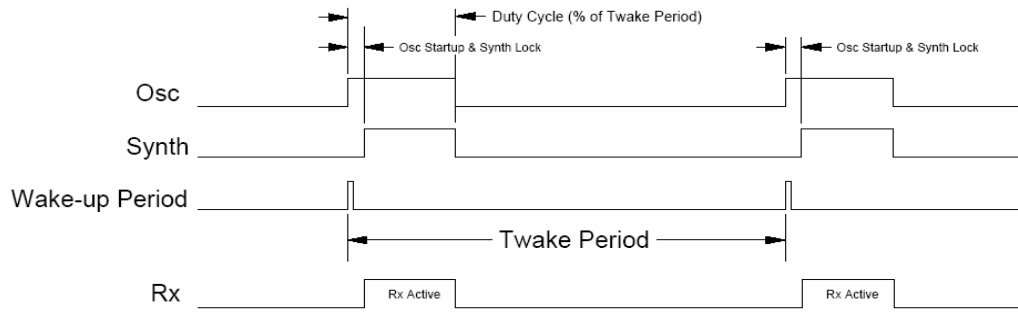 Duty Cycle (% of Twake Period)
Osc Startup & Synth Lock
Osc Startup & Synth Lock
Osc
Synth
Wake-up Period
Twake Period
Rx
Rx Active
Rx Active